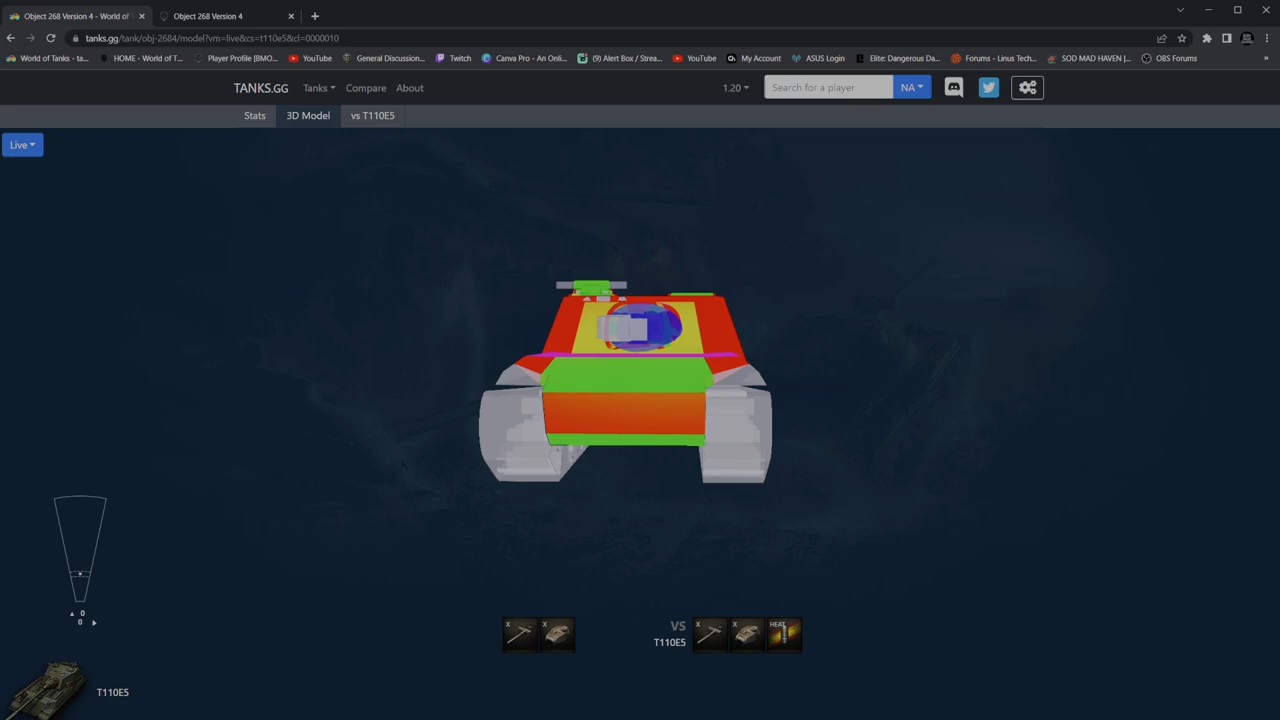 Object 268 Version 4 - World of T
Object 268 Version 4
tanks.gg/tank/obj-2684/model?vm=live&cs=t110e5&cl=0000010
World of Tanks - ta...
HOME - World of T...
Player Profile [BMO...
YouTube
General Discussion...
Twitch
Canva Pro - An Onli...
(9) Alert Box / Strea...
YouTube
My Account
ASUS Login
Elite: Dangerous Da...
Forums - Linus Tech...
SOD MAD HAVEN |...
OBS Forums
»
TANKS.GG
Tanks
Compare
About
1.20
Search for a player
NA
Stats
3D Model
vs T110E5
Live
0
0
X
X
VS
T110E5
X
X
HEAT
T110E5